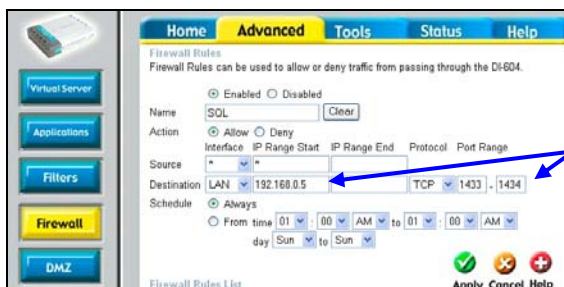 Home Advanced Tools Status Help
Firewall Rules
Firewall Rules can be used to allow or deny traffic from passing through the DI-604.
Enabled Disabled
Name SQL Clear
Action Allow Deny
Interface IP Range Start IP Range End Protocol Port Range
Source * *
Destination LAN 192.168.0.5 TCP 1433 - 1434
Schedule Always
From time 01 : 00 AM to 01 : 00 AM
day Sun to Sun
Apply Cancel Help
Firewall Rules List
Virtual Server
Applications
Filters
Firewall
DMZ